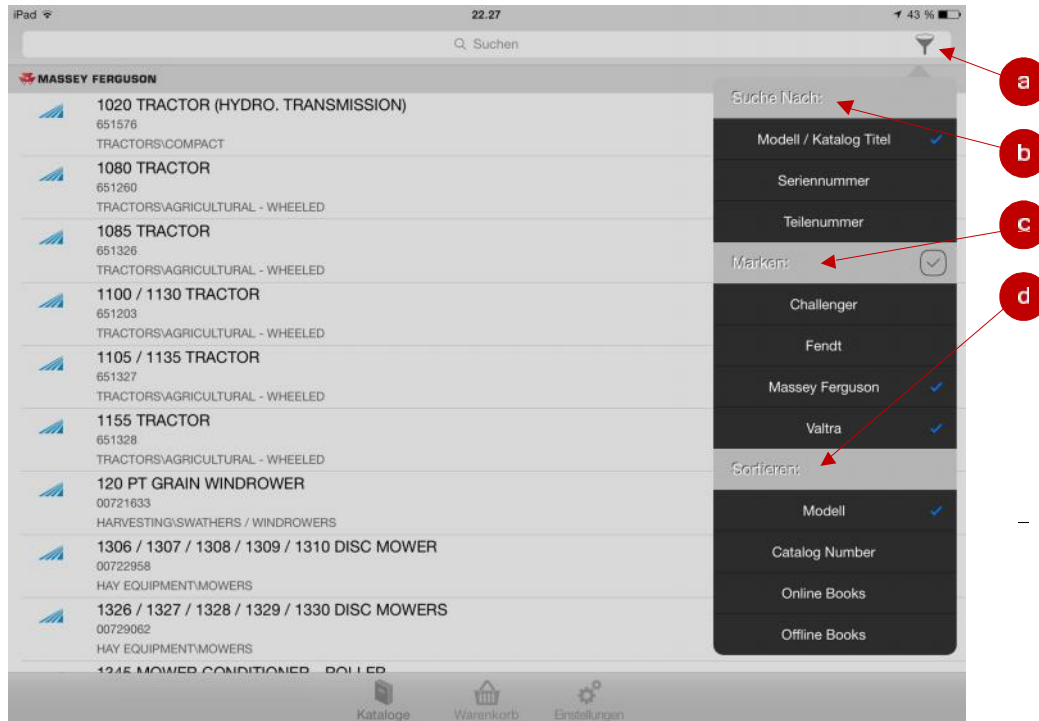 iPad 22.27 43 %
Suchen
MASSEY FERGUSON
1020 TRACTOR (HYDRO. TRANSMISSION)
651576
TRACTORS\COMPACT
1080 TRACTOR
651260
TRACTORS\AGRICULTURAL - WHEELED
1085 TRACTOR
651326
TRACTORS\AGRICULTURAL - WHEELED
1100 / 1130 TRACTOR
651203
TRACTORS\AGRICULTURAL - WHEELED
1105 / 1135 TRACTOR
651327
TRACTORS\AGRICULTURAL - WHEELED
1155 TRACTOR
651328
TRACTORS\AGRICULTURAL - WHEELED
120 PT GRAIN WINDROWER
00721633
HARVESTING\SWATHERS / WINDROWERS
1306 / 1307 / 1308 / 1309 / 1310 DISC MOWER
00722958
HAY EQUIPMENT\MOWERS
1326 / 1327 / 1328 / 1329 / 1330 DISC MOWERS
00729062
HAY EQUIPMENT\MOWERS
1345 MOWER CONDITIONER - ROLLER
Suche Nach:
Modell / Katalog Titel
Seriennummer
Teilenummer
Marken:
Challenger
Fendt
Massey Ferguson
Valtra
Sortieren:
Modell
Catalog Number
Online Books
Offline Books
a
b
c
d
–
Kataloge Warenkorb Einstellungen